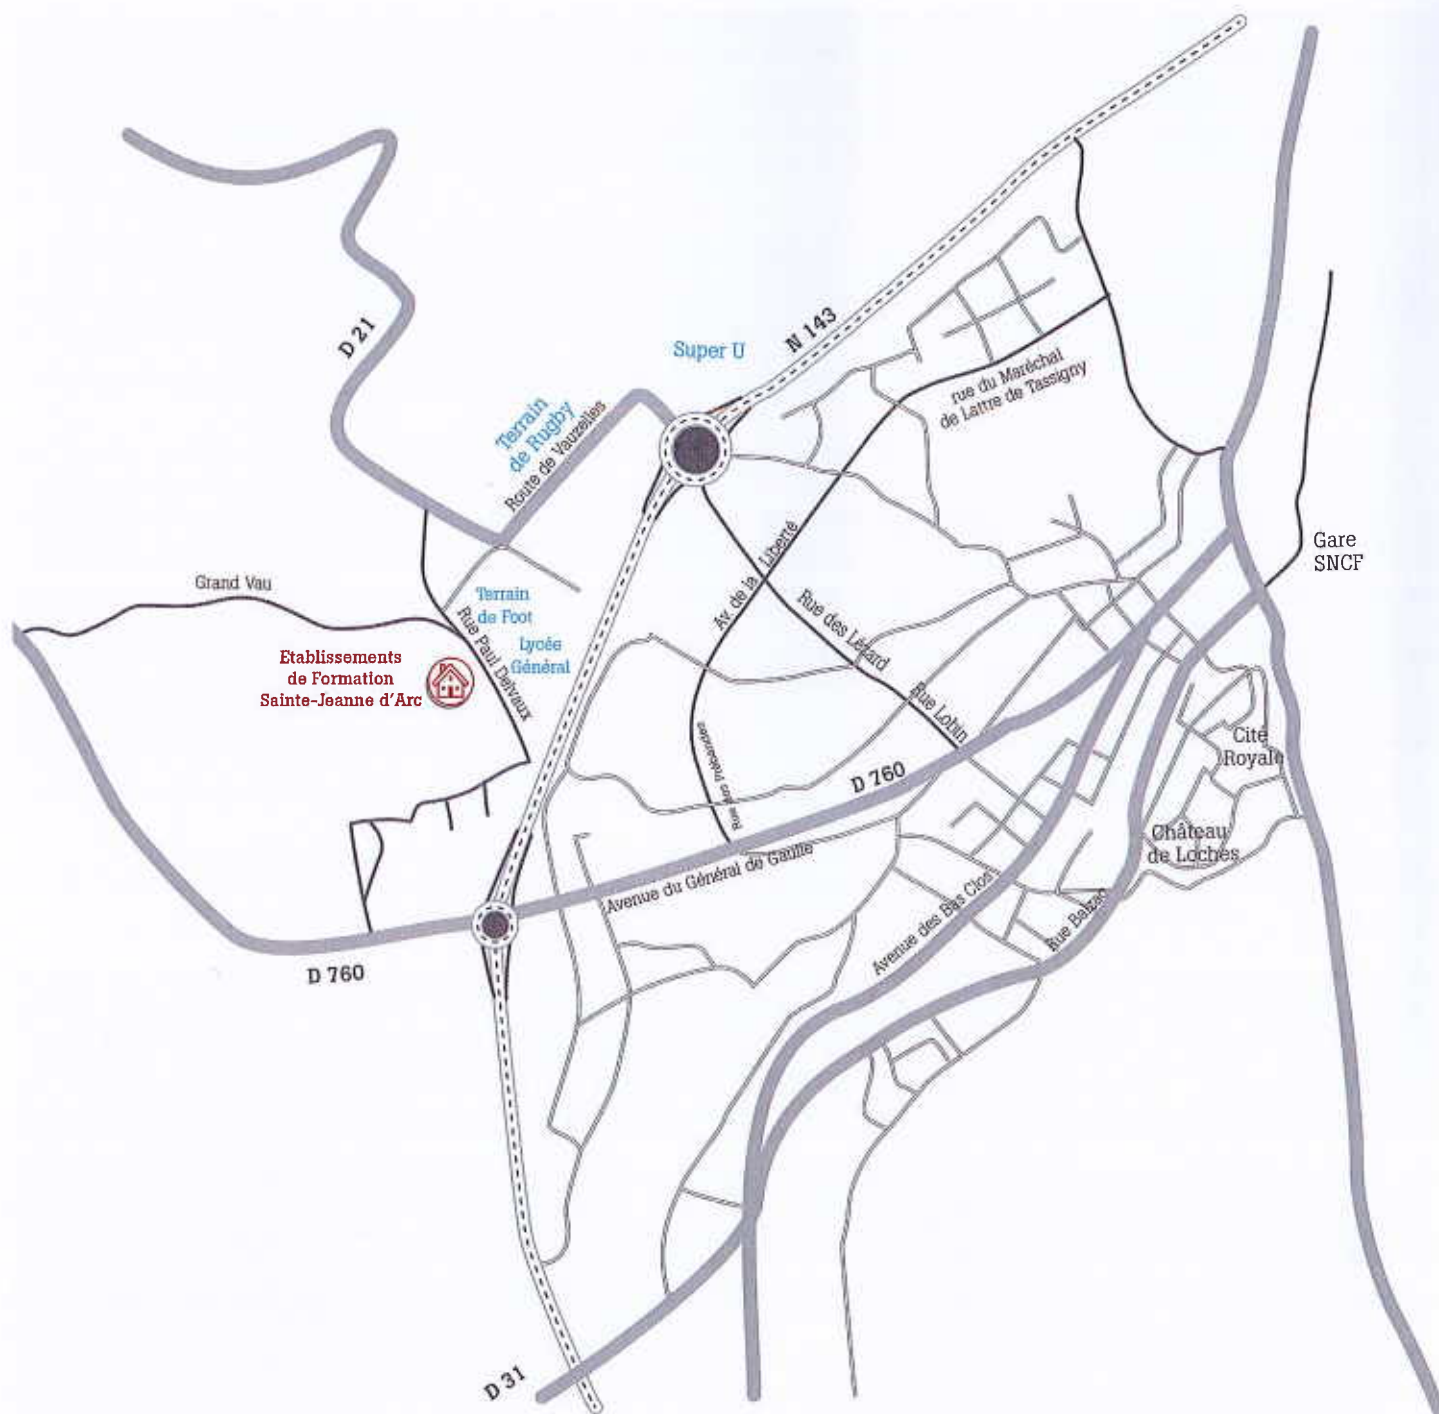 N 143
D 21
Super U
rue du Maréchal
de Lattre de Tassigny
Terrain
de Rugby
Route de Vauzelles
Av. de la Liberté
Gare
SNCF
Grand Vau
Terrain
de Foot
Rue Paul Delvaux
Lycée
Général
Rue des Lézard
Etablissements
de Formation
Sainte-Jeanne d'Arc
Rue Lobin
Cité
Royale
D 760
Château
de Loches
Avenue du Général de Gaulle
Avenue des Bas Clos
Rue Balzac
D 760
D 31